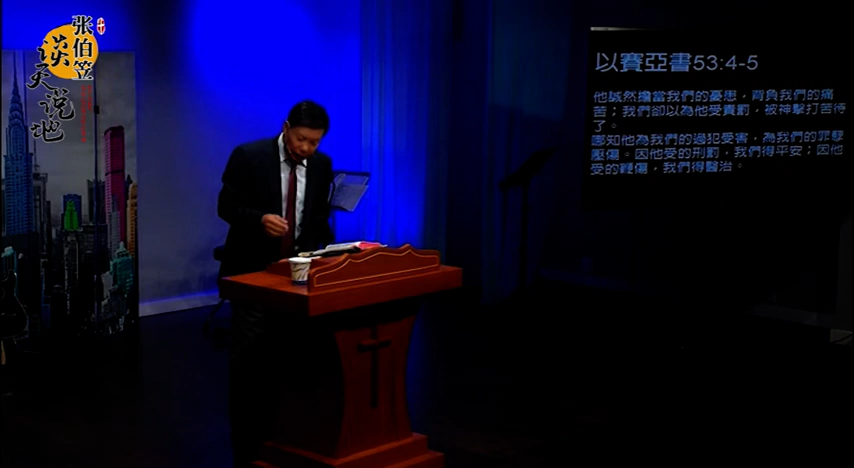 张伯笠
谈天说地
以賽亞書53:4-5
他誠然擔當我們的憂患，背負我們的痛
苦；我們卻以為他受責罰，被神擊打苦待
了。
哪知他為我們的過犯受害，為我們的罪孽
壓傷。因他受的刑罰，我們得平安；因他
受的鞭傷，我們得醫治。